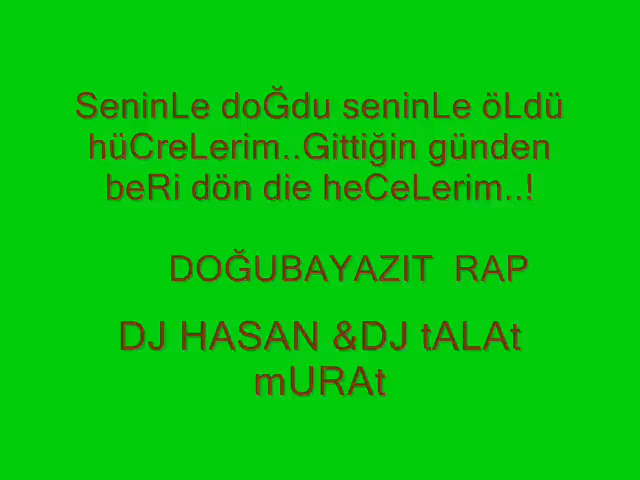 SeninLe doĞdu seninLe öLdü
hüCreLerim..Gittiğin günden
beRi dön die heCeLerim..!
DOĞUBAYAZIT RAP
DJ HASAN &DJ tALAt
mURAt